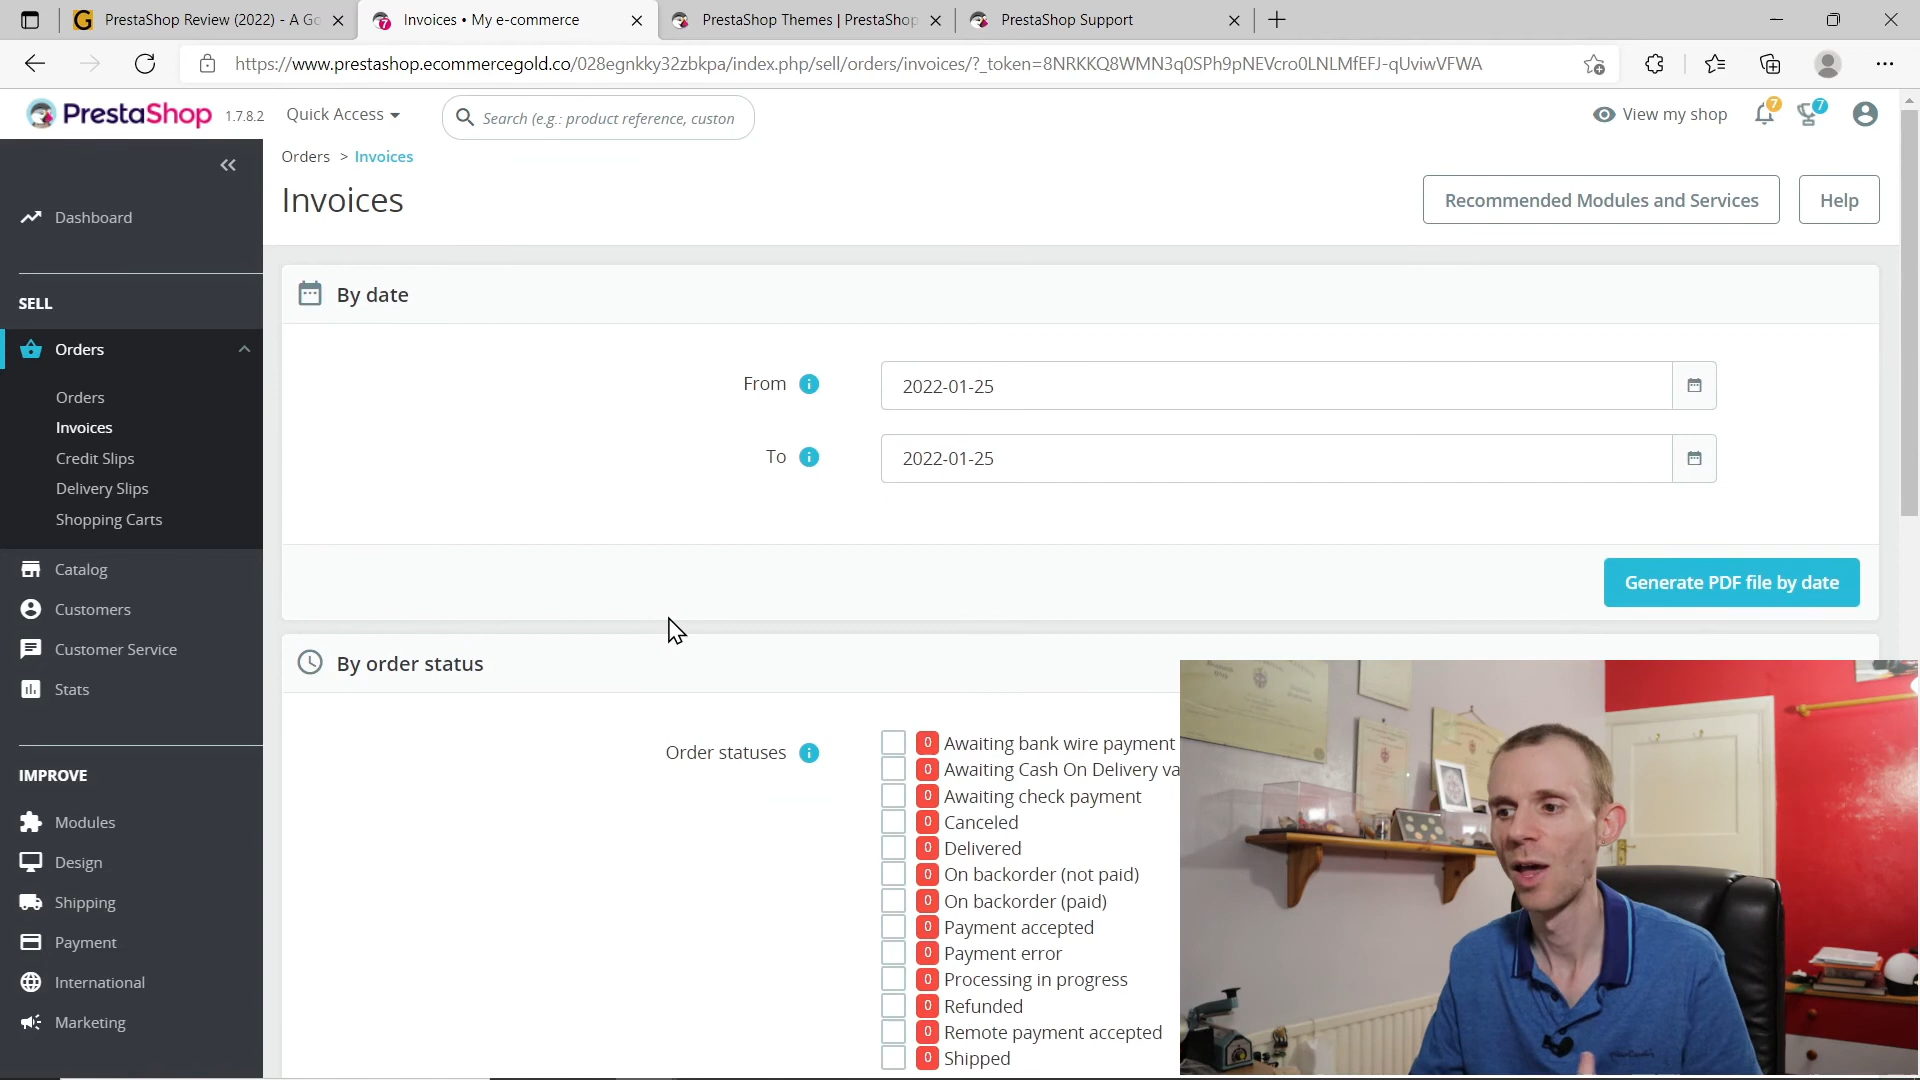 PrestaShop Review (2022) - A Go
Invoices • My e-commerce
PrestaShop Themes | PrestaShop
PrestaShop Support
https://www.prestashop.ecommercegold.co/028egnkky32zbkpa/index.php/sell/orders/invoices/?_token=8NRKKQ8WMN3q0SPh9pNEVcro0LNLMfEFJ-qUviwVFWA
PrestaShop 1.7.8.2
Quick Access
Search (e.g.: product reference, custon
View my shop
7
7
Orders > Invoices
Invoices
Recommended Modules and Services
Help
Dashboard
SELL
Orders
Orders
Invoices
Credit Slips
Delivery Slips
Shopping Carts
Catalog
Customers
Customer Service
Stats
IMPROVE
Modules
Design
Shipping
Payment
International
Marketing
By date
From
2022-01-25
To
2022-01-25
Generate PDF file by date
By order status
Order statuses
0 Awaiting bank wire payment
0 Awaiting Cash On Delivery va
0 Awaiting check payment
0 Canceled
0 Delivered
0 On backorder (not paid)
0 On backorder (paid)
0 Payment accepted
0 Payment error
0 Processing in progress
0 Refunded
0 Remote payment accepted
0 Shipped